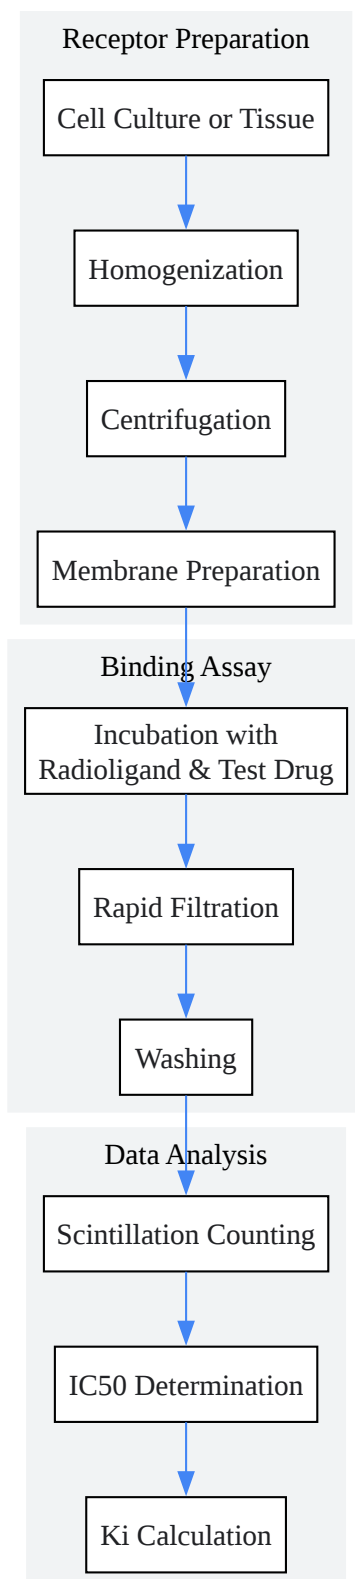 Receptor Preparation
Cell Culture or Tissue
Homogenization
Centrifugation
Membrane Preparation
Binding Assay
Incubation with
Radioligand & Test Drug
Rapid Filtration
Washing
Data Analysis
Scintillation Counting
IC50 Determination
Ki Calculation